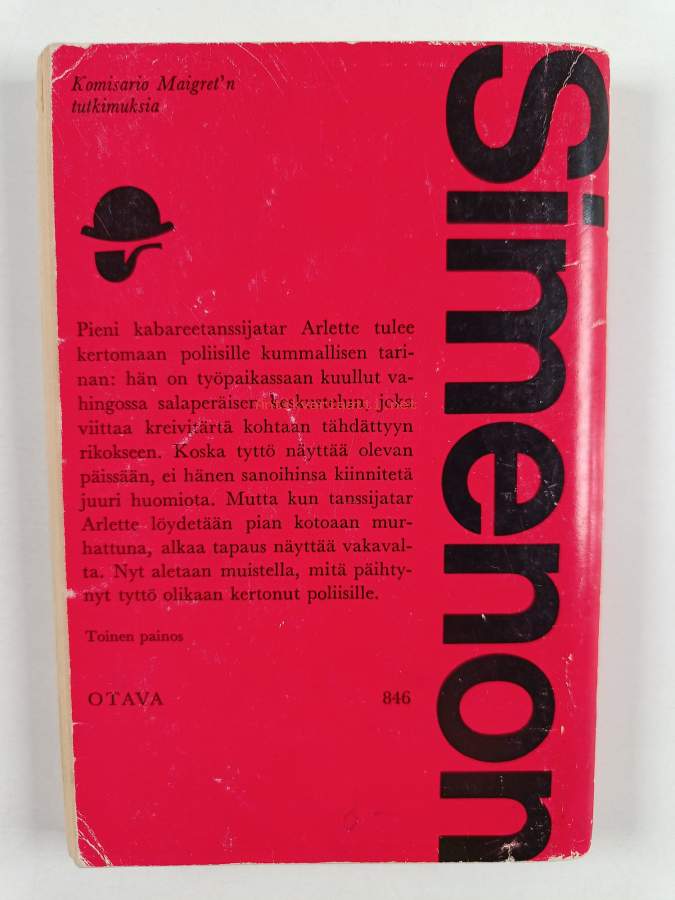 Komisario Maigret'n
tutkimuksia
Simenon
Pieni kabareetanssijatar Arlette tulee
kertomaan poliisille kummallisen tari-
nan: hän on työpaikassaan kuullut va-
hingossa salaperäisen keskustelun, joka
viittaa kreivitärtä kohtaan tähdättyyn
rikokseen. Koska tyttö näyttää olevan
päissään, ei hänen sanoihinsa kiinnitetä
juuri huomiota. Mutta kun tanssijatar
Arlette löydetään pian kotoaan mur-
hattuna, alkaa tapaus näyttää vakaval-
ta. Nyt aletaan muistella, mitä päihty-
nyt tyttö olikaan kertonut poliisille.
Toinen painos
OTAVA 846